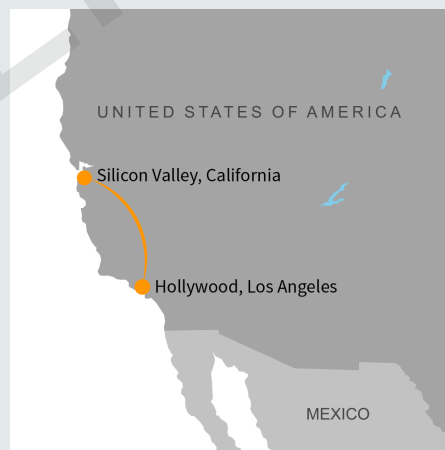 UNITED STATES OF AMERICA
Silicon Valley, California
Hollywood, Los Angeles
MEXICO